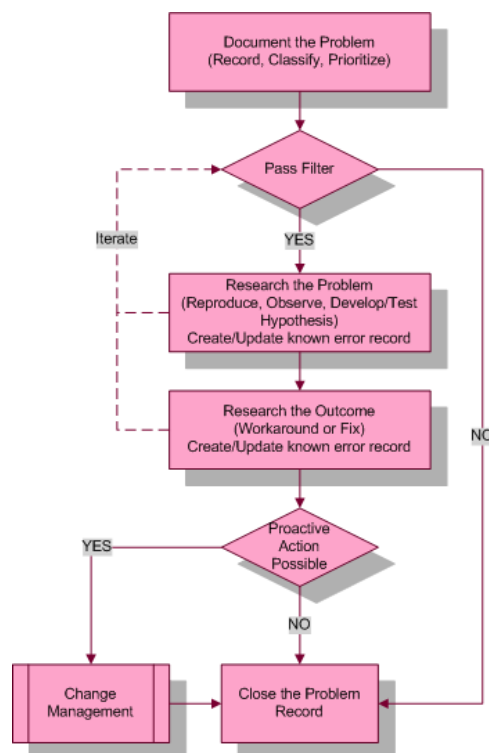 Document the Problem
(Record, Classify, Prioritize)
Pass Filter
Iterate
YES
Research the Problem
(Reproduce, Observe, Develop/Test
Hypothesis)
Create/Update known error record
Research the Outcome
(Workaround or Fix)
Create/Update known error record
NO
Proactive
Action
Possible
YES
NO
Change
Management
Close the Problem
Record